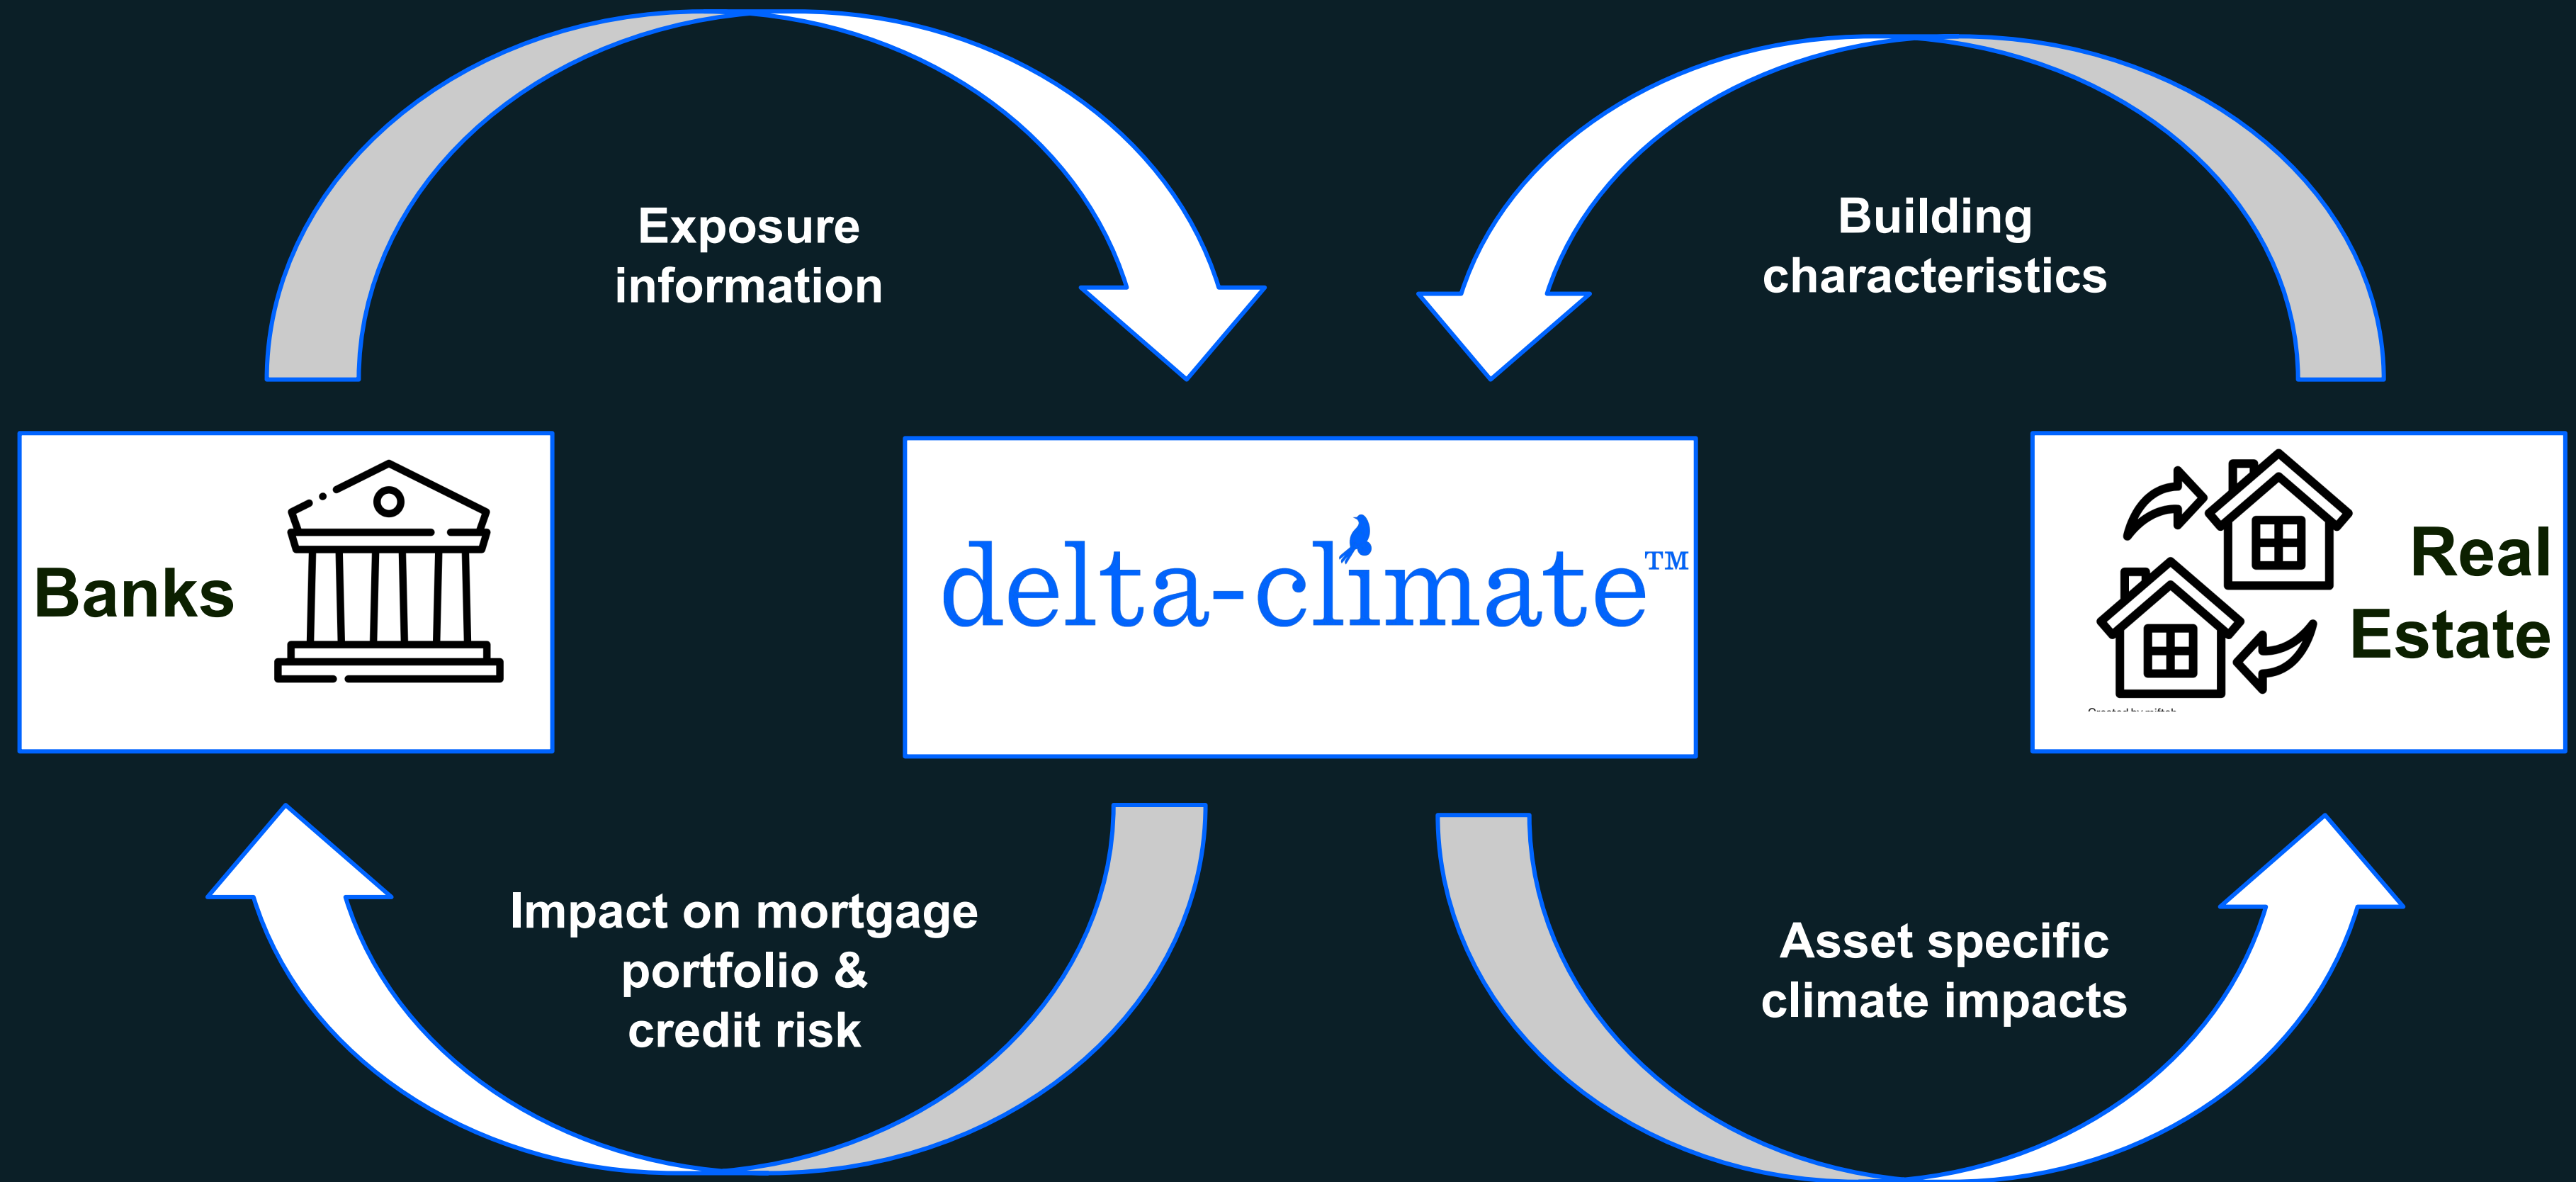 Exposure
information
Building
characteristics
Banks
delta-climate™
Real
Estate
Impact on mortgage
portfolio &
credit risk
Asset specific
climate impacts